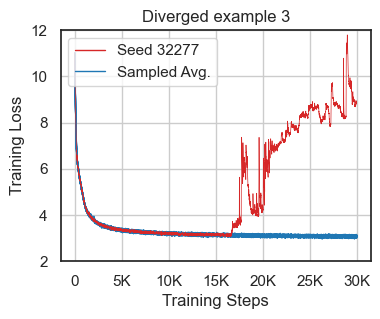 Diverged example 3
Training Loss
12
10
8
6
4
2
Seed 32277
Sampled Avg.
0 5K 10K 15K 20K 25K 30K
Training Steps